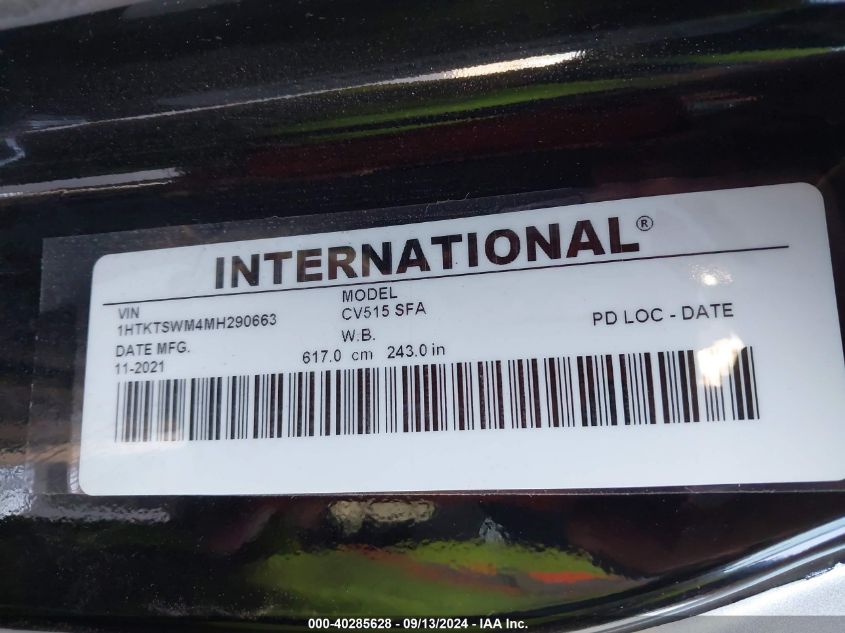 INTERNATIONAL®
VIN
1HTKTSWM4MH290663
MODEL
CV515 SFA
PD LOC - DATE
DATE MFG.
11-2021
W.B.
617.0 cm 243.0 in
000-40285628 - 09/13/2024 - IAA Inc.